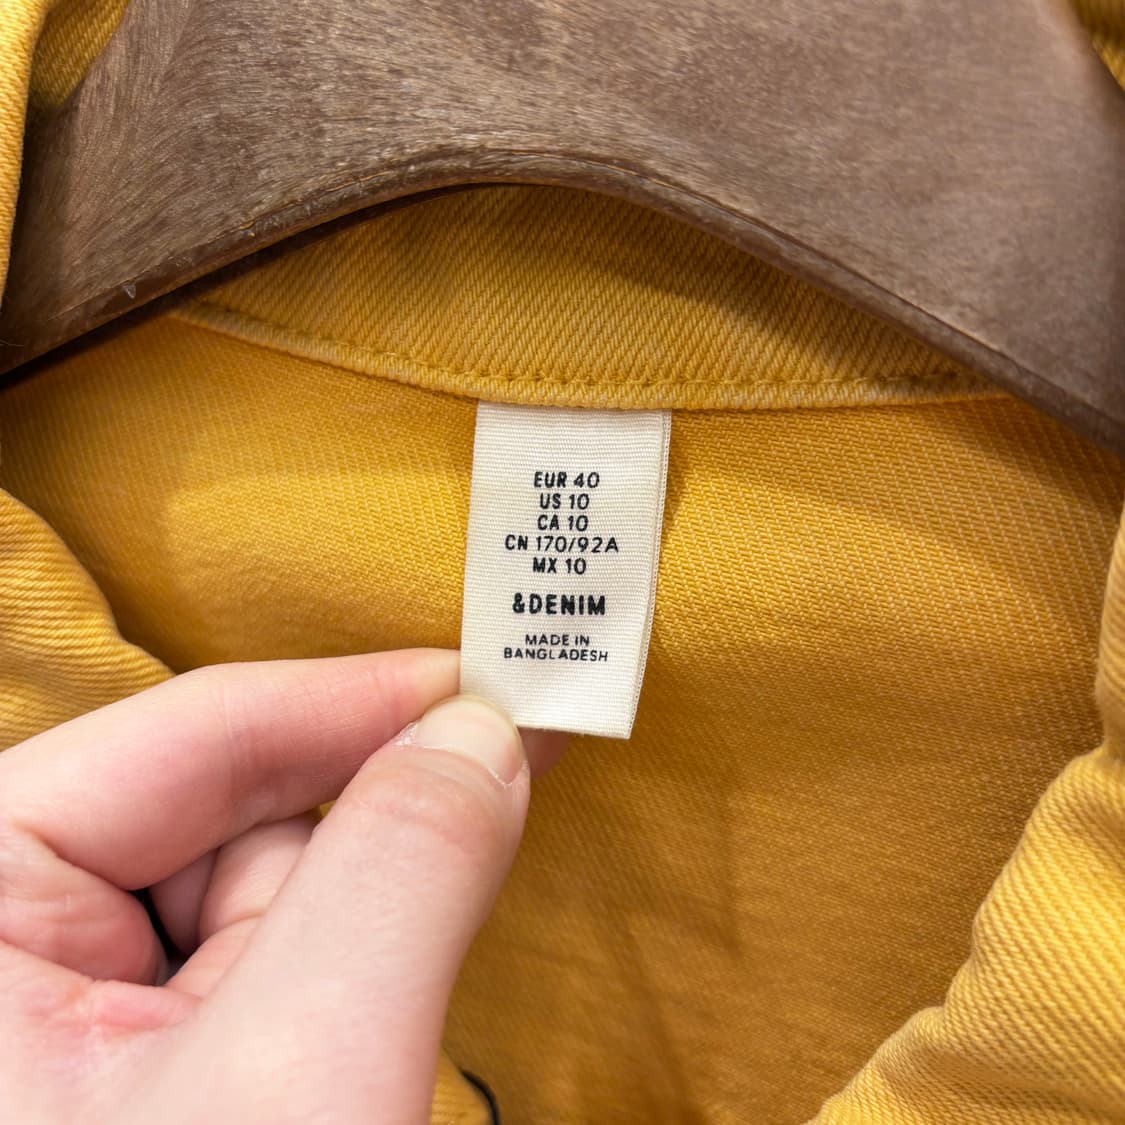 EUR 40
US 10
CA 10
CN 170/92A
MX 10
&DENIM
MADE IN
BANGLADESH